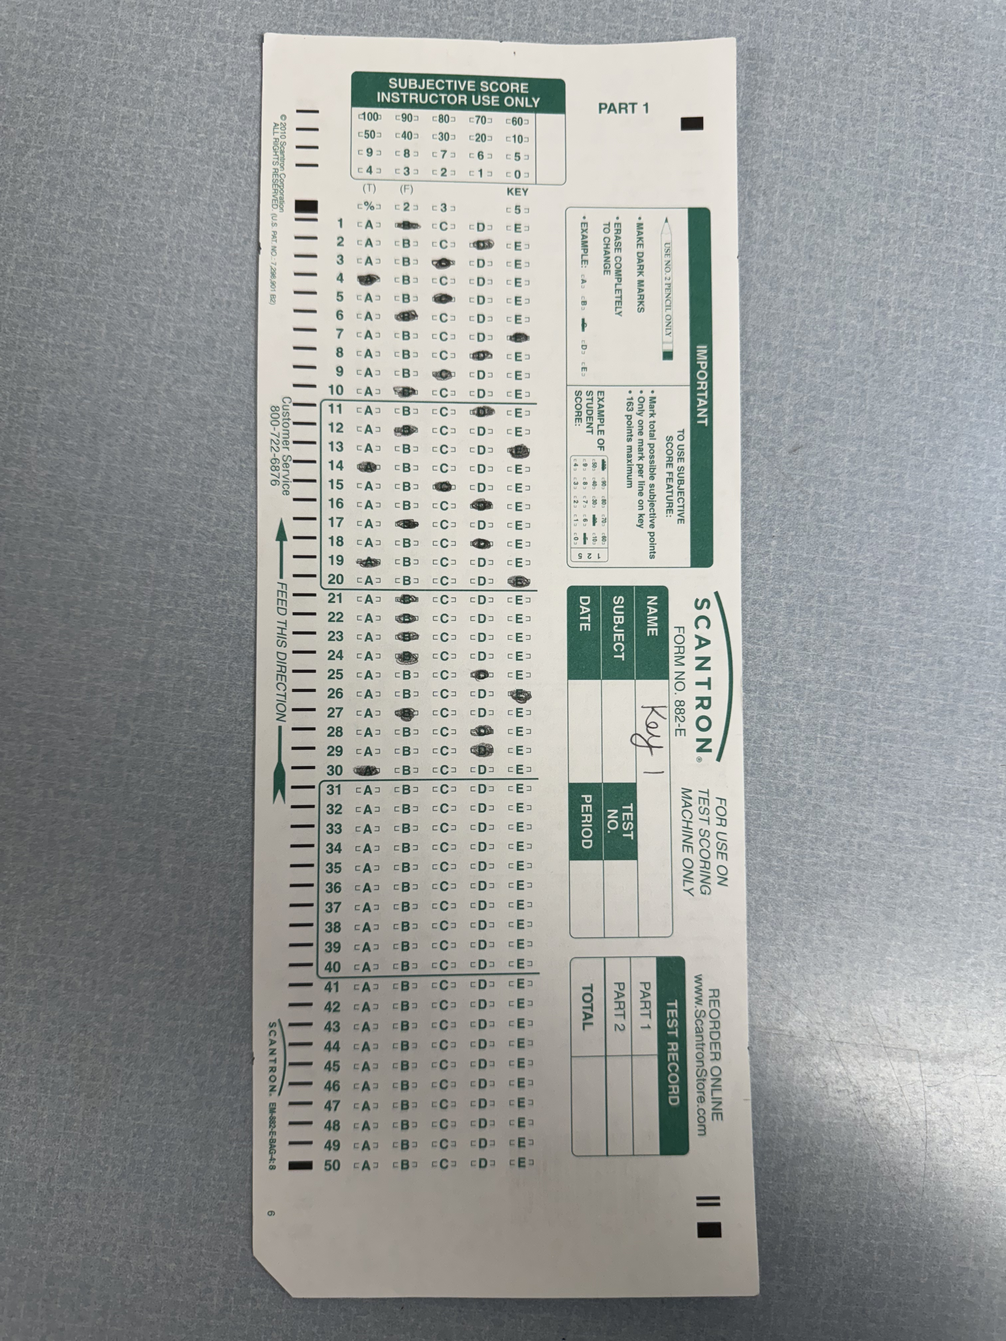 PART 1
SUBJECTIVE SCORE
INSTRUCTOR USE ONLY
100 90 80 70 60
50 40 30 20 10
9 8 7 6 5
4 3 2 1 0
(T) (F) KEY
% 2 3 5
1 A B C D E
2 A B C D E
3 A B C D E
4 A B C D E
5 A B C D E
6 A B C D E
7 A B C D E
8 A B C D E
9 A B C D E
10 A B C D E
11 A B C D E
12 A B C D E
13 A B C D E
14 A B C D E
15 A B C D E
16 A B C D E
17 A B C D E
18 A B C D E
19 A B C D E
20 A B C D E
21 A B C D E
22 A B C D E
23 A B C D E
24 A B C D E
25 A B C D E
26 A B C D E
27 A B C D E
28 A B C D E
29 A B C D E
30 A B C D E
31 A B C D E
32 A B C D E
33 A B C D E
34 A B C D E
35 A B C D E
36 A B C D E
37 A B C D E
38 A B C D E
39 A B C D E
40 A B C D E
41 A B C D E
42 A B C D E
43 A B C D E
44 A B C D E
45 A B C D E
46 A B C D E
47 A B C D E
48 A B C D E
49 A B C D E
50 A B C D E
© 2010 Scantron Corporation
ALL RIGHTS RESERVED. (U.S. PAT. NO.: 7,298,901 B2)
Customer Service
800-722-6876
FEED THIS DIRECTION
SCANTRON. EM-882-E-BAG-4: 8
6
IMPORTANT
USE NO. 2 PENCIL ONLY
• MAKE DARK MARKS
• ERASE COMPLETELY
TO CHANGE
• EXAMPLE: A B D E
TO USE SUBJECTIVE
SCORE FEATURE:
• Mark total possible subjective points
• Only one mark per line on key
• 163 points maximum
EXAMPLE OF
STUDENT
SCORE:
SCANTRON®
FORM NO. 882-E
FOR USE ON
TEST SCORING
MACHINE ONLY
NAME Key 1
SUBJECT
TEST
NO.
DATE
PERIOD
REORDER ONLINE
www.ScantronStore.com
TEST RECORD
PART 1
PART 2
TOTAL